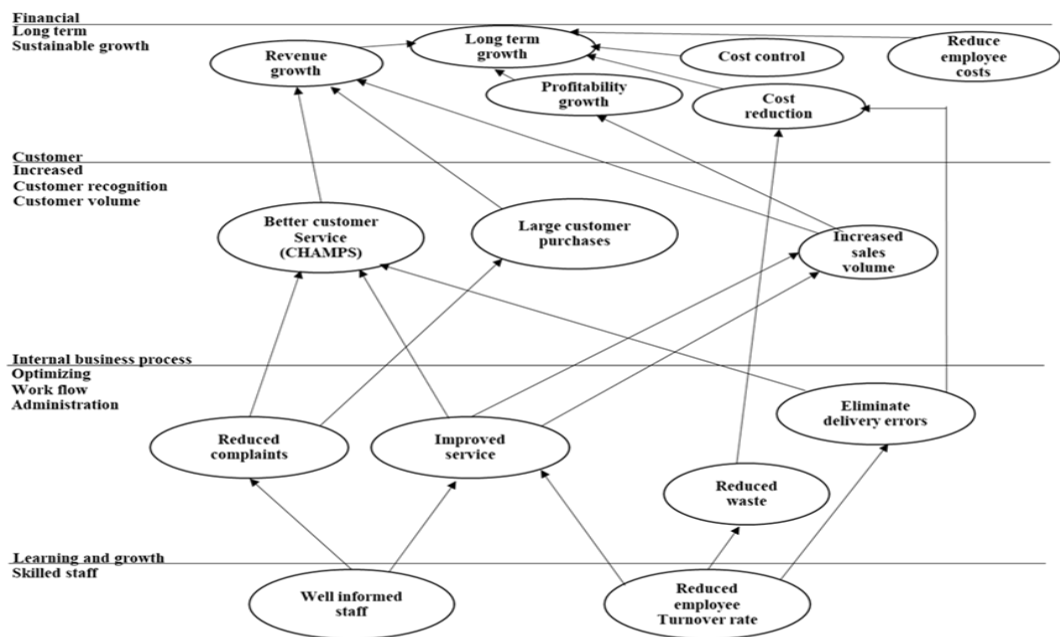 Financial
Long term
Sustainable growth
Revenue
growth
Long term
growth
Cost control
Reduce
employee
costs
Profitability
growth
Cost
reduction
Customer
Increased
Customer recognition
Customer volume
Better customer
Service
(CHAMPS)
Large customer
purchases
Increased
sales
volume
Internal business process
Optimizing
Work flow
Administration
Reduced
complaints
Improved
service
Eliminate
delivery errors
Reduced
waste
Learning and growth
Skilled staff
Well informed
staff
Reduced
employee
Turnover rate